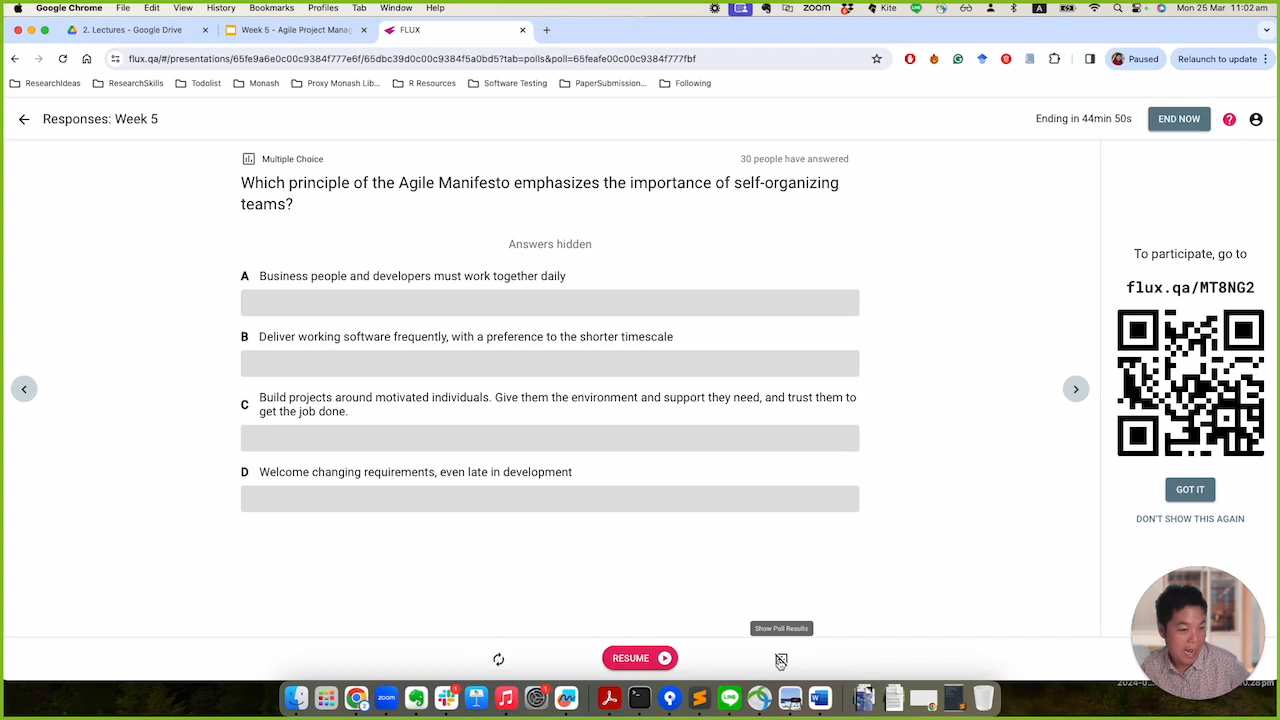 Google Chrome File Edit View History Bookmarks Profiles Tab Window Help zoom Kite A Mon 25 Mar 11:02 am
2. Lectures - Google Drive Week 5 - Agile Project Manag FLUX
flux.qa/#/presentations/65fe9a6e0c00c9384f777e6f/65dbc39d0c00c9384f5a0bd5?tab=polls&poll=65feafe00c00c9384f777fbf Paused Relaunch to update
ResearchIdeas ResearchSkills Todolist Monash Proxy Monash Lib... R Resources Software Testing PaperSubmission... Following
Responses: Week 5 Ending in 44min 50s END NOW
Multiple Choice 30 people have answered
Which principle of the Agile Manifesto emphasizes the importance of self-organizing
teams?
Answers hidden
A Business people and developers must work together daily
B Deliver working software frequently, with a preference to the shorter timescale
C Build projects around motivated individuals. Give them the environment and support they need, and trust them to
get the job done.
D Welcome changing requirements, even late in development
To participate, go to
flux.qa/MT8NG2
GOT IT
DON'T SHOW THIS AGAIN
Show Poll Results
RESUME
zoom
LINE